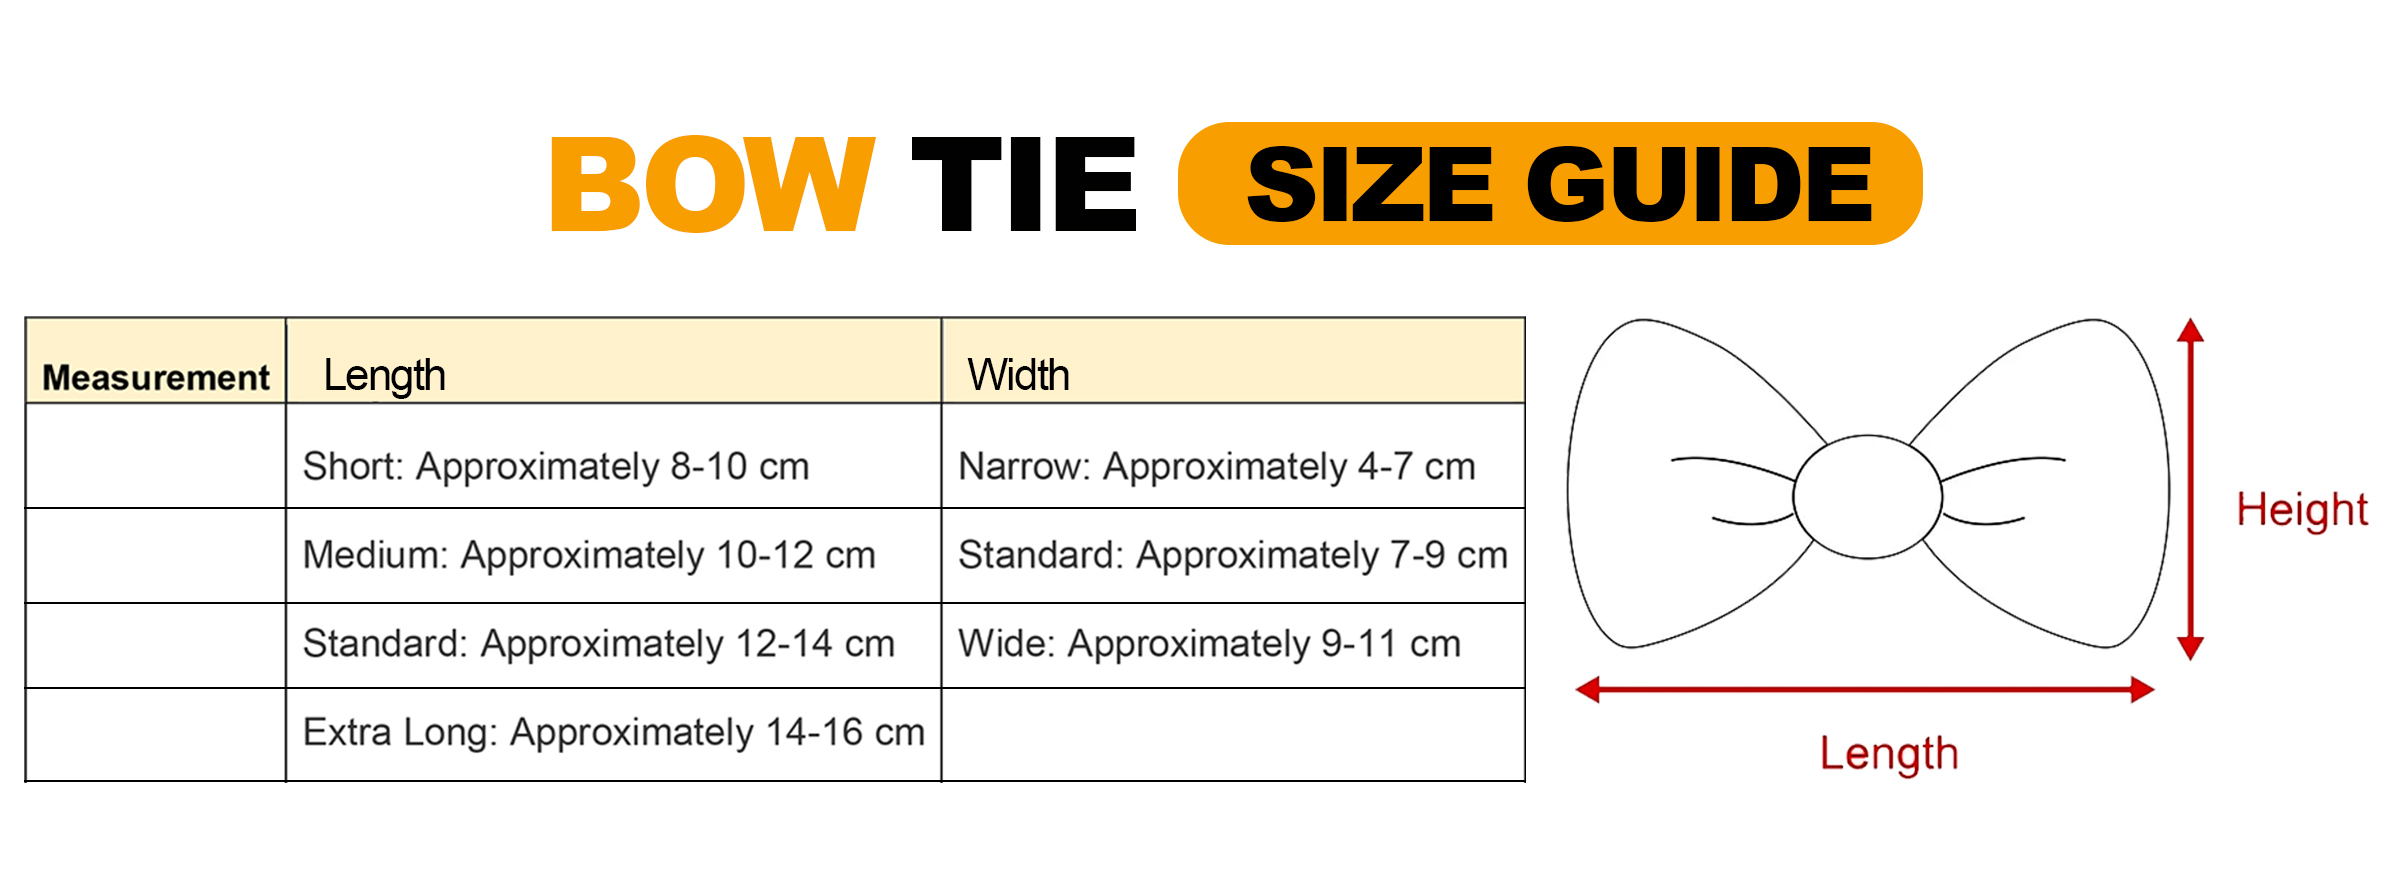 BOW TIE SIZE GUIDE
Measurement Length Width
Short: Approximately 8-10 cm Narrow: Approximately 4-7 cm
Medium: Approximately 10-12 cm Standard: Approximately 7-9 cm
Standard: Approximately 12-14 cm Wide: Approximately 9-11 cm
Extra Long: Approximately 14-16 cm
Height
Length